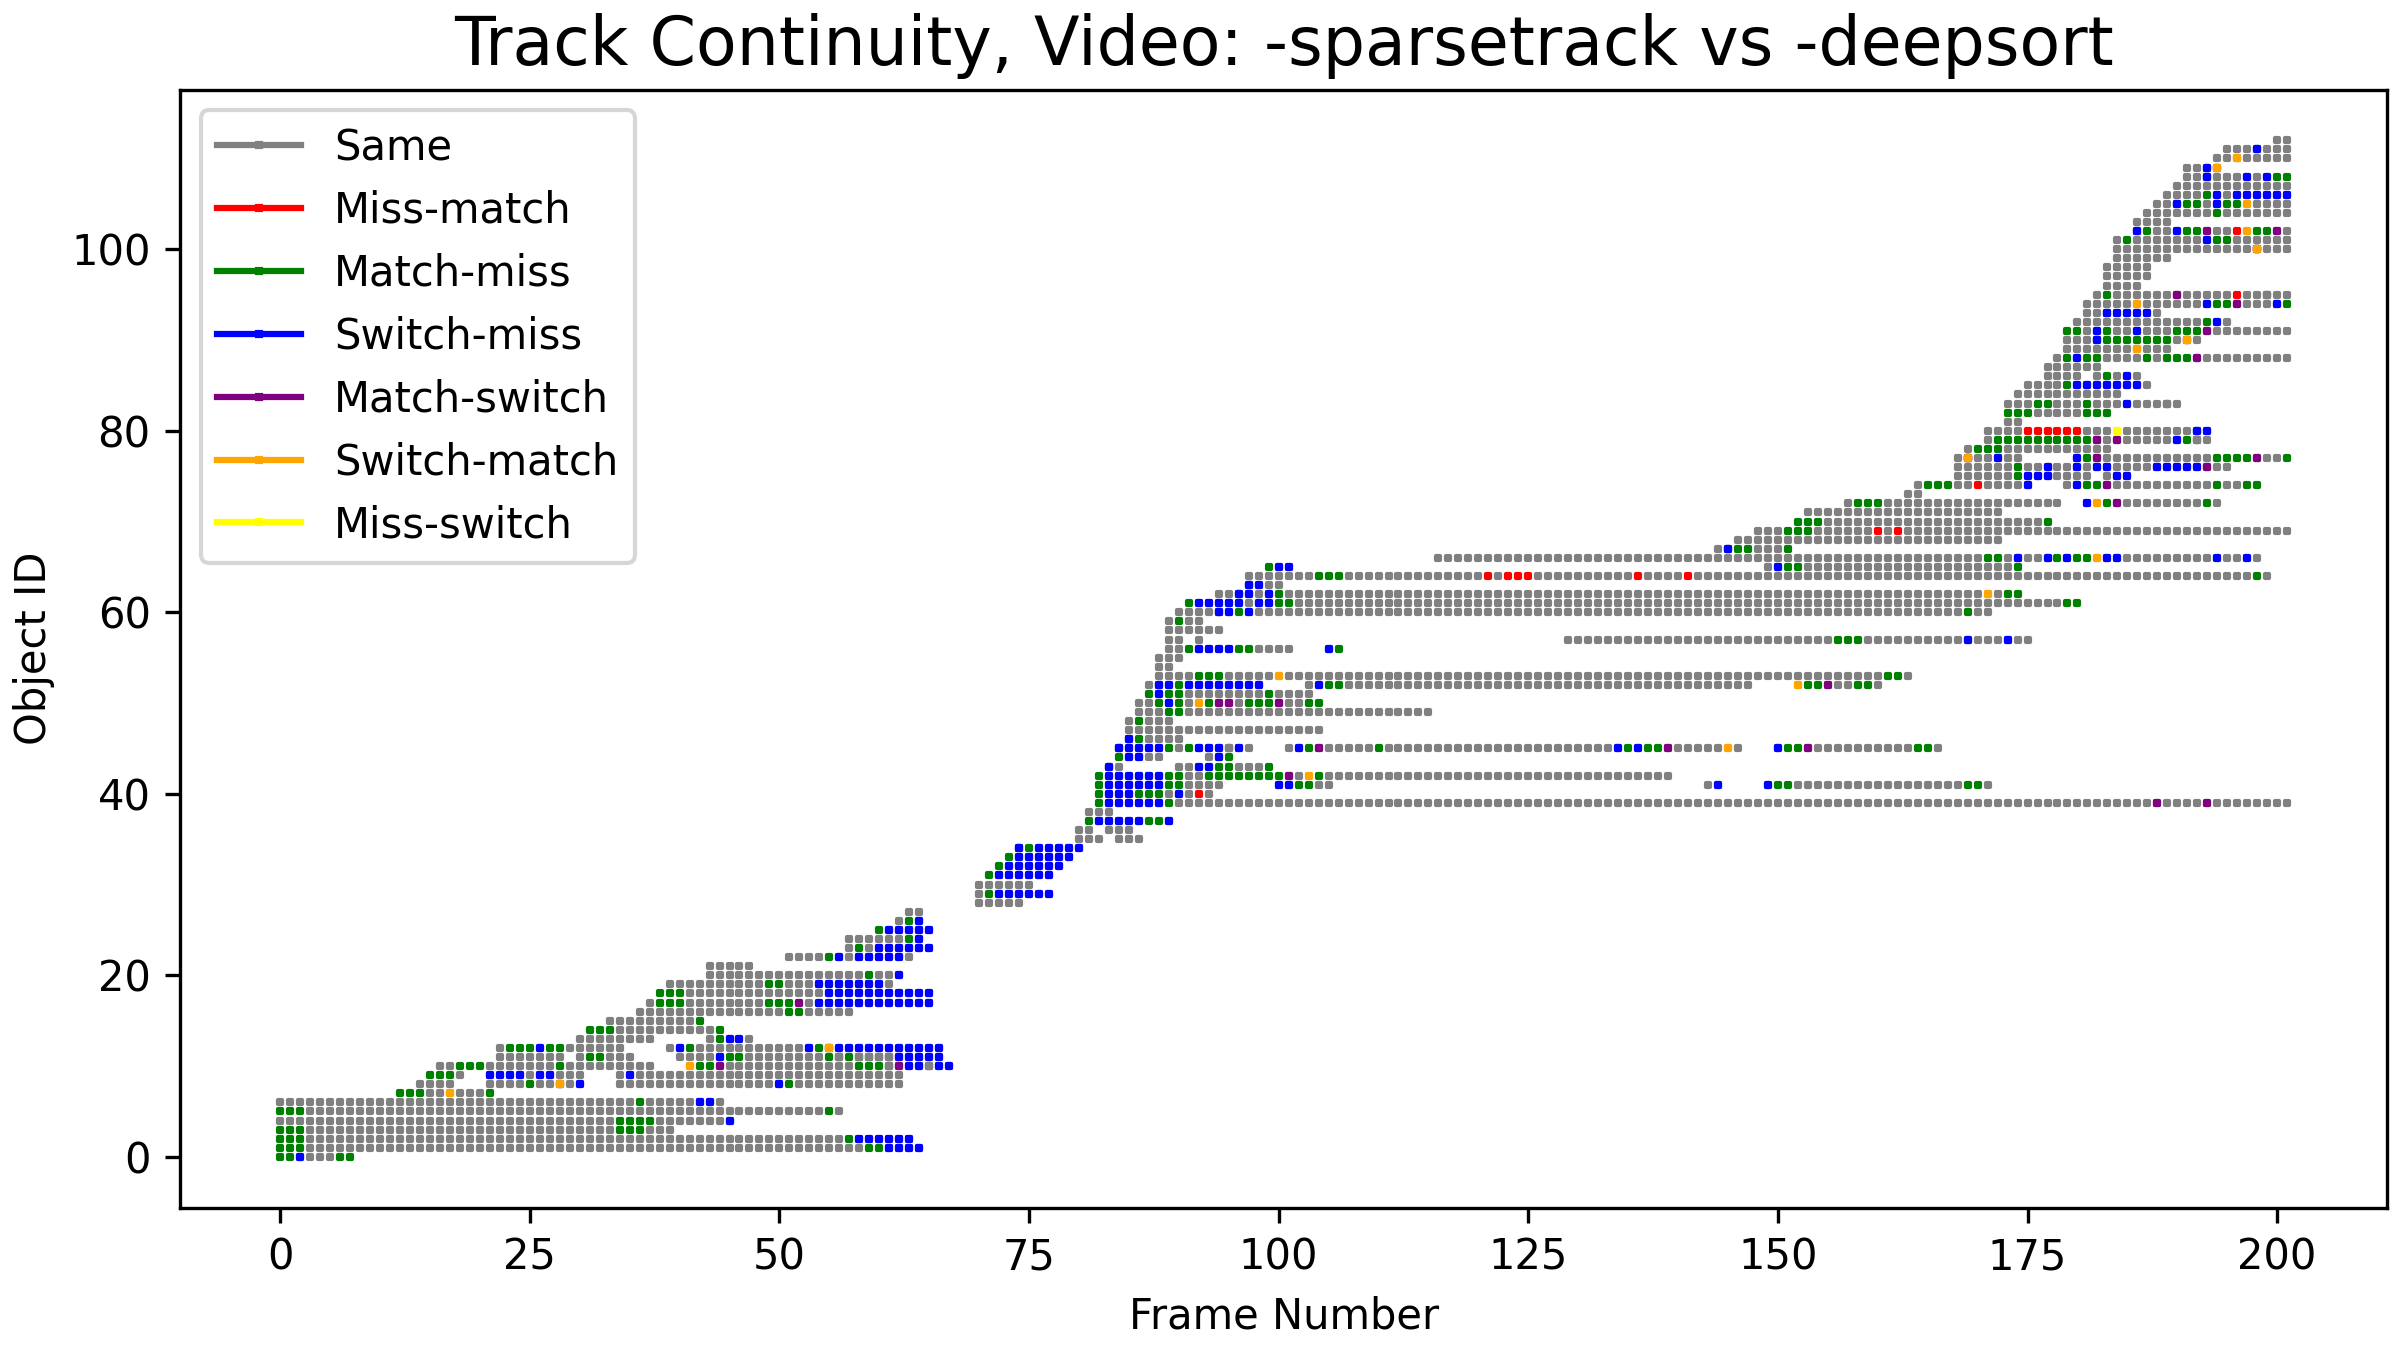 Track Continuity, Video: -sparsetrack vs -deepsort
Same
Miss-match
Match-miss
Switch-miss
Match-switch
Switch-match
Miss-switch
Object ID
100
80
60
40
20
0
0 25 50 75 100 125 150 175 200
Frame Number